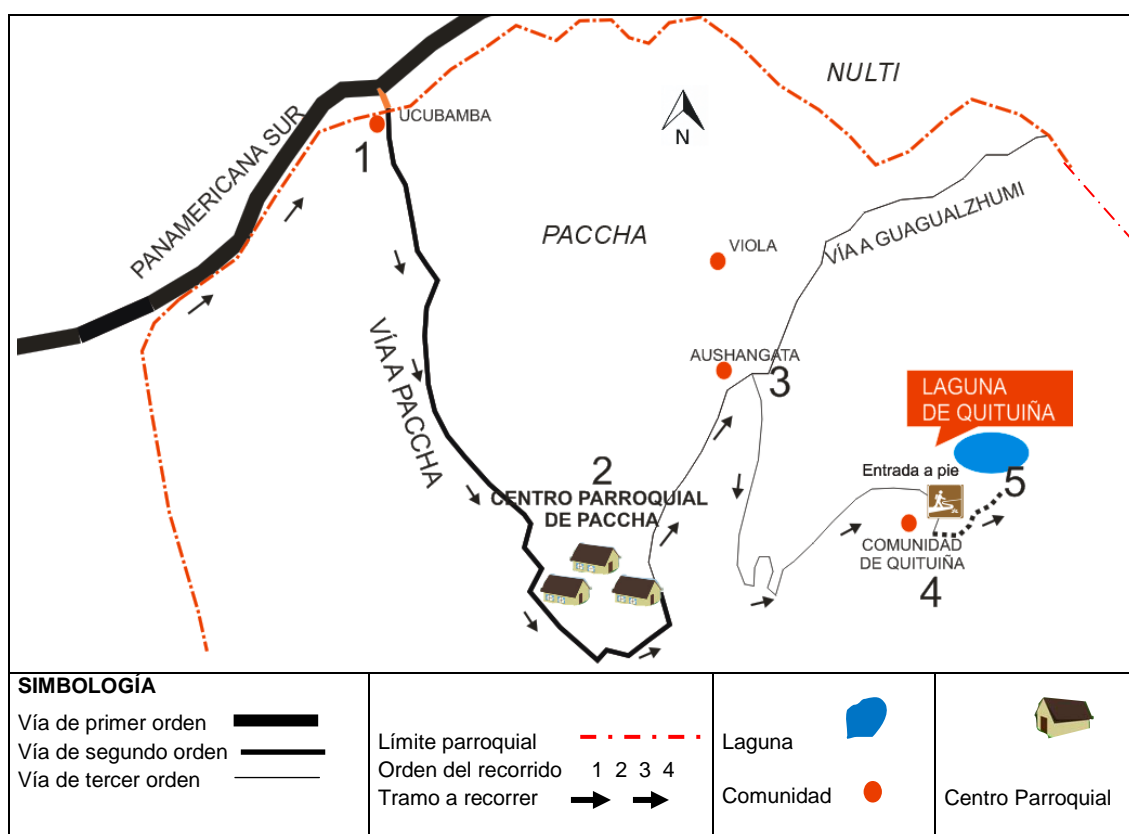 NULTI
UCUBAMBA
N
1
PANAMERICANA SUR
PACCHA
VIOLA
VÍA A GUAGUALZHUMI
VÍA A PACCHA
AUSHANGATA
3
LAGUNA
DE QUITUIÑA
2
Entrada a pie
5
CENTRO PARROQUIAL
DE PACCHA
COMUNIDAD
DE QUITUIÑA
4
SIMBOLOGÍA
Vía de primer orden
Vía de segundo orden
Vía de tercer orden
Límite parroquial
Orden del recorrido 1 2 3 4
Tramo a recorrer
Laguna
Comunidad
Centro Parroquial